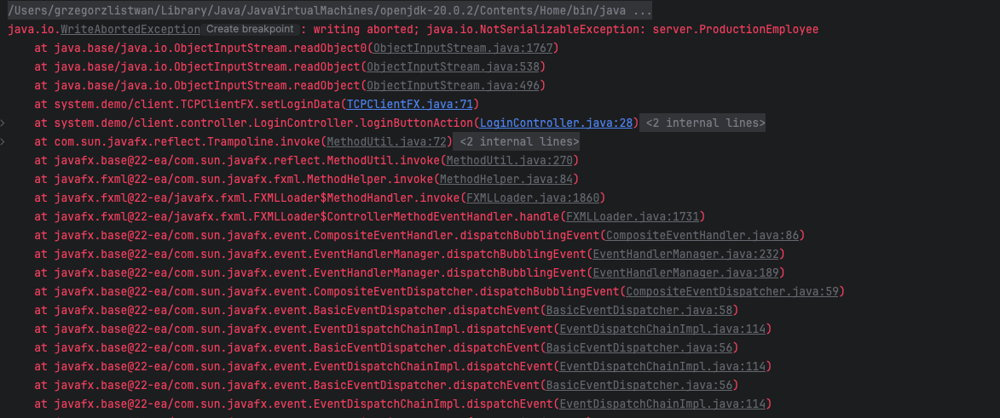 /Users/grzegorzlistwan/Library/Java/JavaVirtualMachines/openjdk-20.0.2/Contents/Home/bin/java ...
java.io.WriteAbortedException Create breakpoint : writing aborted; java.io.NotSerializableException: server.ProductionEmployee
at java.base/java.io.ObjectInputStream.readObject0(ObjectInputStream.java:1767)
at java.base/java.io.ObjectInputStream.readObject(ObjectInputStream.java:538)
at java.base/java.io.ObjectInputStream.readObject(ObjectInputStream.java:496)
at system.demo/client.TCPClientFX.setLoginData(TCPClientFX.java:71)
at system.demo/client.controller.LoginController.loginButtonAction(LoginController.java:28) <2 internal lines>
at com.sun.javafx.reflect.Trampoline.invoke(MethodUtil.java:72) <2 internal lines>
at javafx.base@22-ea/com.sun.javafx.reflect.MethodUtil.invoke(MethodUtil.java:270)
at javafx.fxml@22-ea/com.sun.javafx.fxml.MethodHelper.invoke(MethodHelper.java:84)
at javafx.fxml@22-ea/javafx.fxml.FXMLLoader$MethodHandler.invoke(FXMLLoader.java:1860)
at javafx.fxml@22-ea/javafx.fxml.FXMLLoader$ControllerMethodEventHandler.handle(FXMLLoader.java:1731)
at javafx.base@22-ea/com.sun.javafx.event.CompositeEventHandler.dispatchBubblingEvent(CompositeEventHandler.java:86)
at javafx.base@22-ea/com.sun.javafx.event.EventHandlerManager.dispatchBubblingEvent(EventHandlerManager.java:232)
at javafx.base@22-ea/com.sun.javafx.event.EventHandlerManager.dispatchBubblingEvent(EventHandlerManager.java:189)
at javafx.base@22-ea/com.sun.javafx.event.CompositeEventDispatcher.dispatchBubblingEvent(CompositeEventDispatcher.java:59)
at javafx.base@22-ea/com.sun.javafx.event.BasicEventDispatcher.dispatchEvent(BasicEventDispatcher.java:58)
at javafx.base@22-ea/com.sun.javafx.event.EventDispatchChainImpl.dispatchEvent(EventDispatchChainImpl.java:114)
at javafx.base@22-ea/com.sun.javafx.event.BasicEventDispatcher.dispatchEvent(BasicEventDispatcher.java:56)
at javafx.base@22-ea/com.sun.javafx.event.EventDispatchChainImpl.dispatchEvent(EventDispatchChainImpl.java:114)
at javafx.base@22-ea/com.sun.javafx.event.BasicEventDispatcher.dispatchEvent(BasicEventDispatcher.java:56)
at javafx.base@22-ea/com.sun.javafx.event.EventDispatchChainImpl.dispatchEvent(EventDispatchChainImpl.java:114)